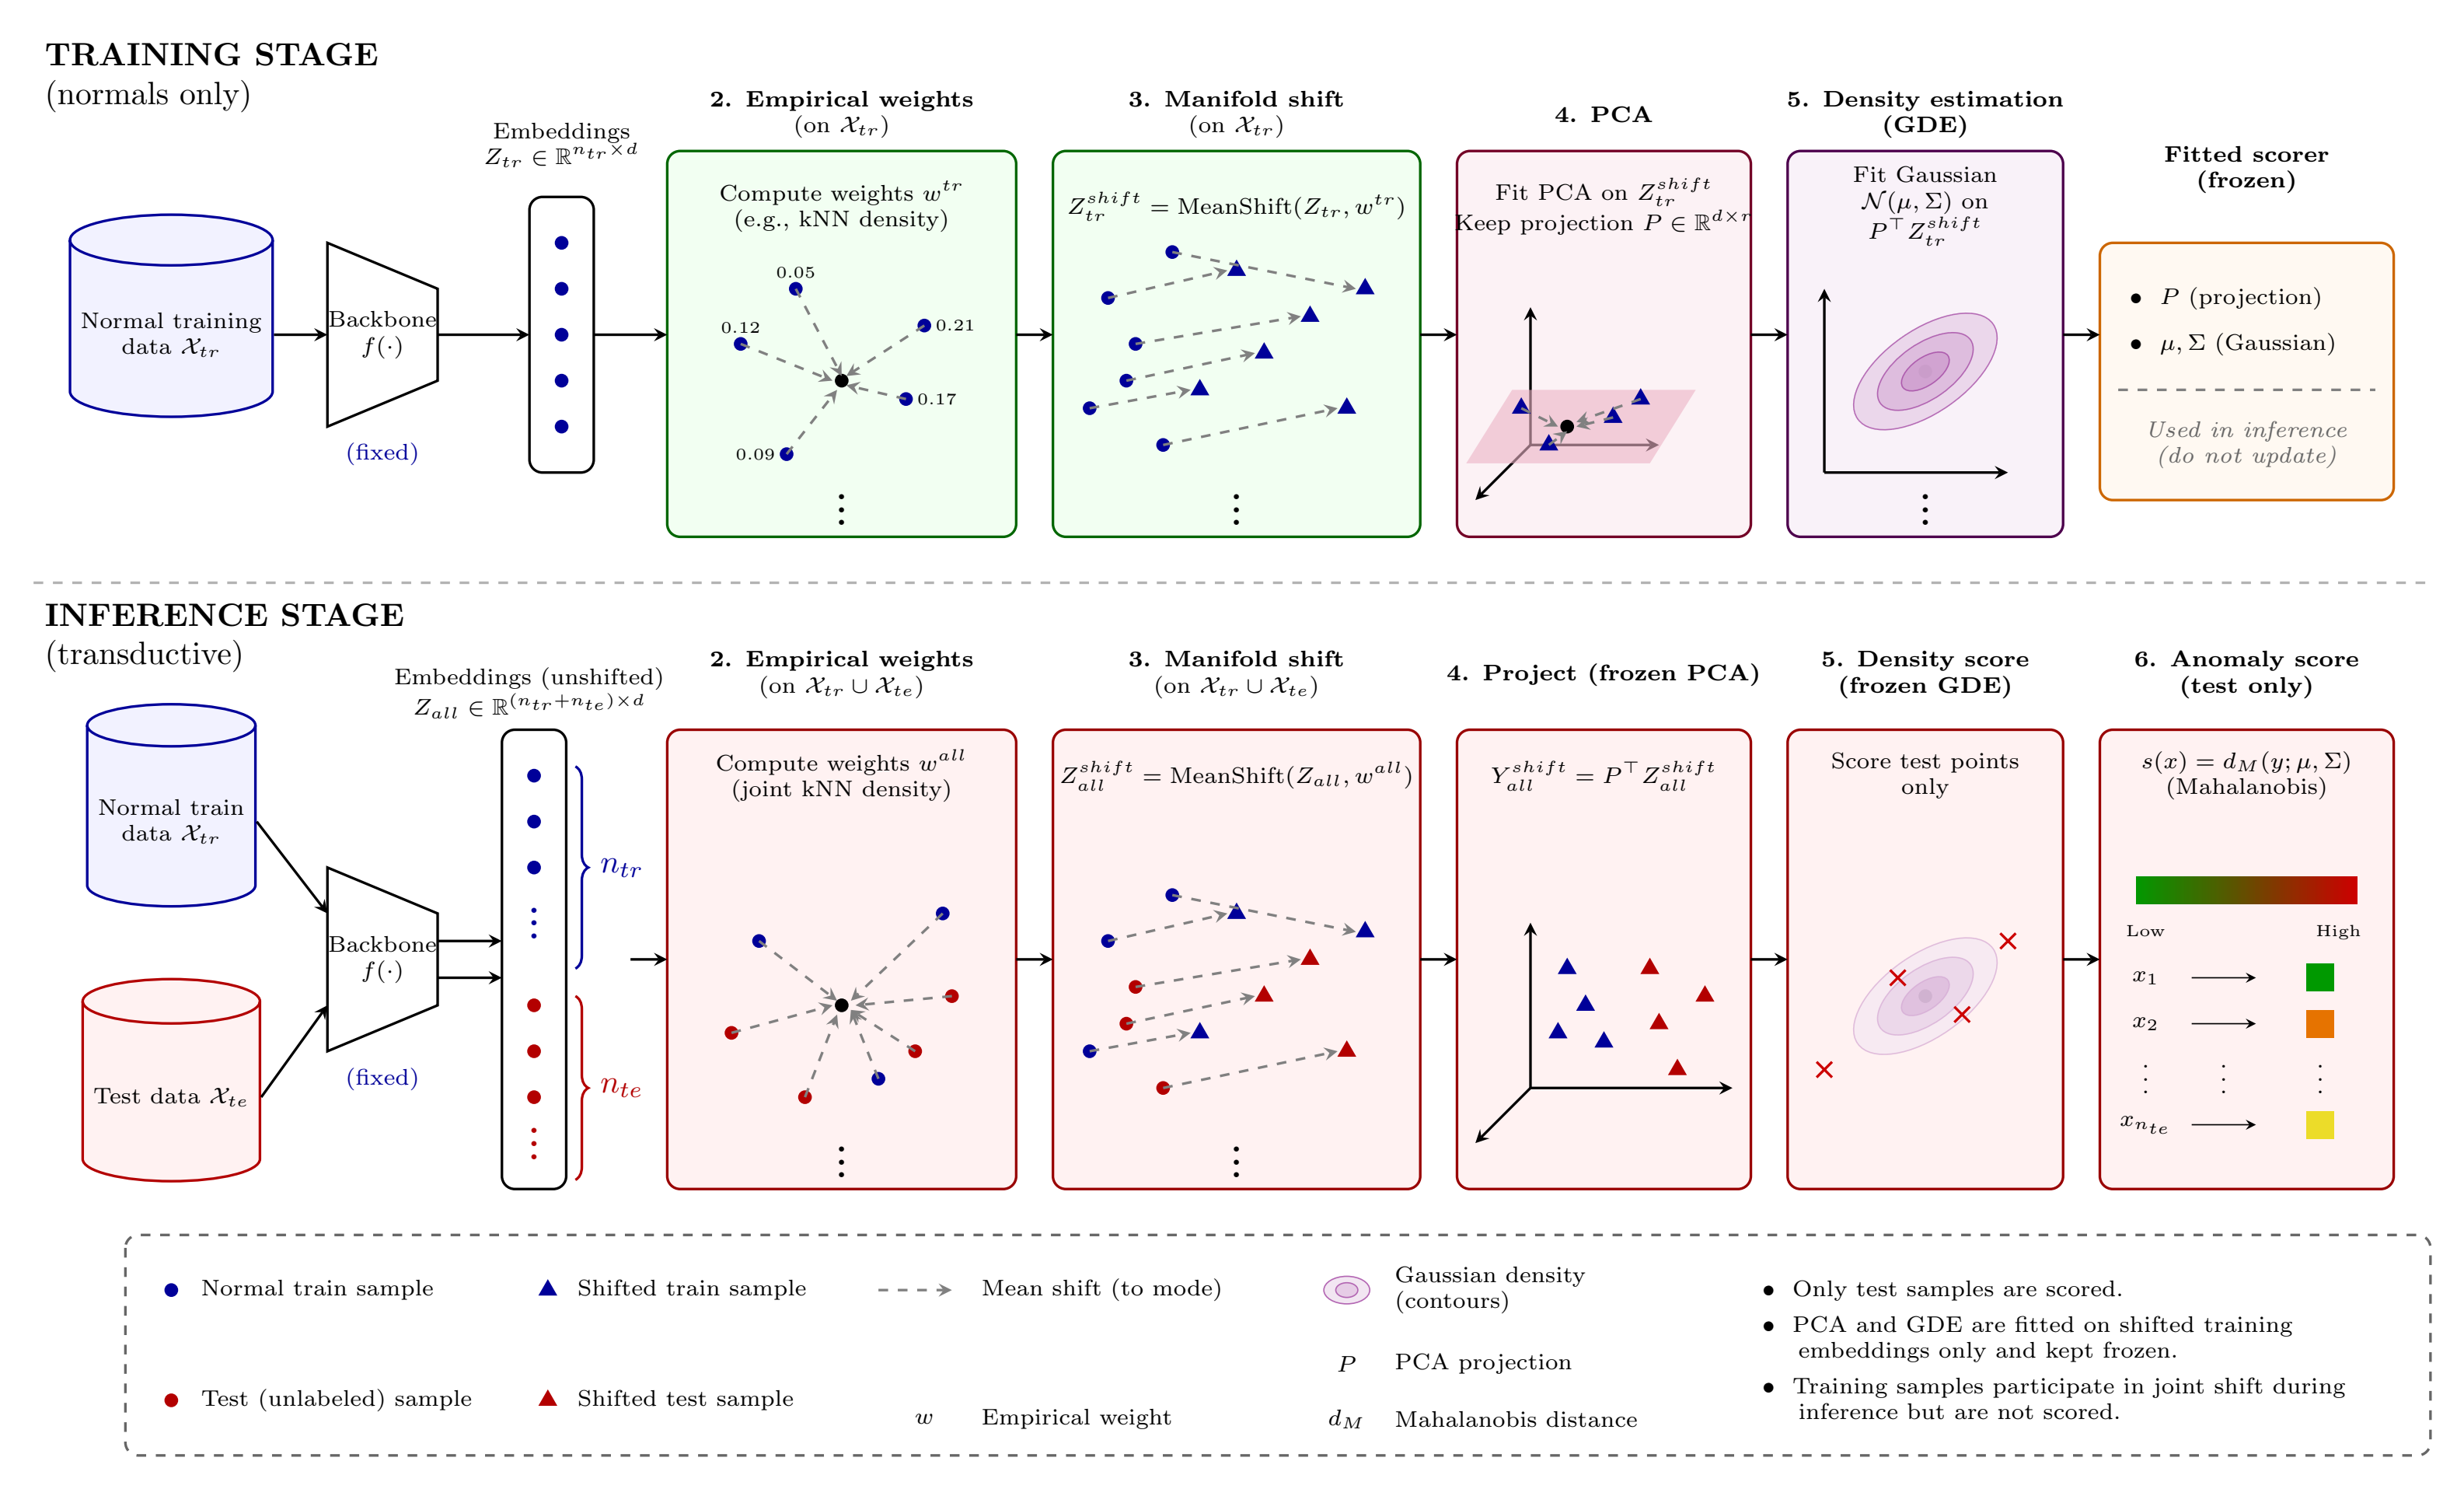 TRAINING STAGE
(normals only)
Normal training
data 𝒳_tr
Backbone
f(·)
(fixed)
Embeddings
Z_tr ∈ ℝ^{n_tr×d}
2. Empirical weights
(on 𝒳_tr)
Compute weights w^{tr}
(e.g., kNN density)
0.05
0.12
0.21
0.17
0.09
3. Manifold shift
(on 𝒳_tr)
Z_tr^{shift} = MeanShift(Z_tr, w^{tr})
4. PCA
Fit PCA on Z_tr^{shift}
Keep projection P ∈ ℝ^{d×r}
5. Density estimation
(GDE)
Fit Gaussian
𝒩(μ, Σ) on
P^⊤ Z_tr^{shift}
Fitted scorer
(frozen)
• P (projection)
• μ, Σ (Gaussian)
Used in inference
(do not update)
INFERENCE STAGE
(transductive)
Normal train
data 𝒳_tr
Test data 𝒳_te
Backbone
f(·)
(fixed)
Embeddings (unshifted)
Z_all ∈ ℝ^{(n_tr+n_te)×d}
n_tr
n_te
2. Empirical weights
(on 𝒳_tr ∪ 𝒳_te)
Compute weights w^{all}
(joint kNN density)
3. Manifold shift
(on 𝒳_tr ∪ 𝒳_te)
Z_all^{shift} = MeanShift(Z_all, w^{all})
4. Project (frozen PCA)
Y_all^{shift} = P^⊤ Z_all^{shift}
5. Density score
(frozen GDE)
Score test points
only
6. Anomaly score
(test only)
s(x) = d_M(y; μ, Σ)
(Mahalanobis)
Low High
x_1
x_2
x_{n_te}
Normal train sample
Test (unlabeled) sample
Shifted train sample
Shifted test sample
Mean shift (to mode)
w Empirical weight
Gaussian density
(contours)
P PCA projection
d_M Mahalanobis distance
• Only test samples are scored.
• PCA and GDE are fitted on shifted training
embeddings only and kept frozen.
• Training samples participate in joint shift during
inference but are not scored.